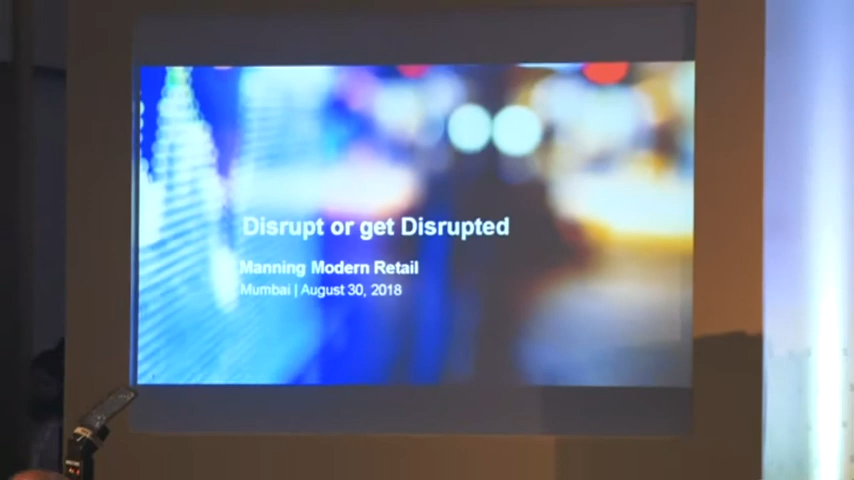 Disrupt or get Disrupted
Manning Modern Retail
Mumbai | August 30, 2018